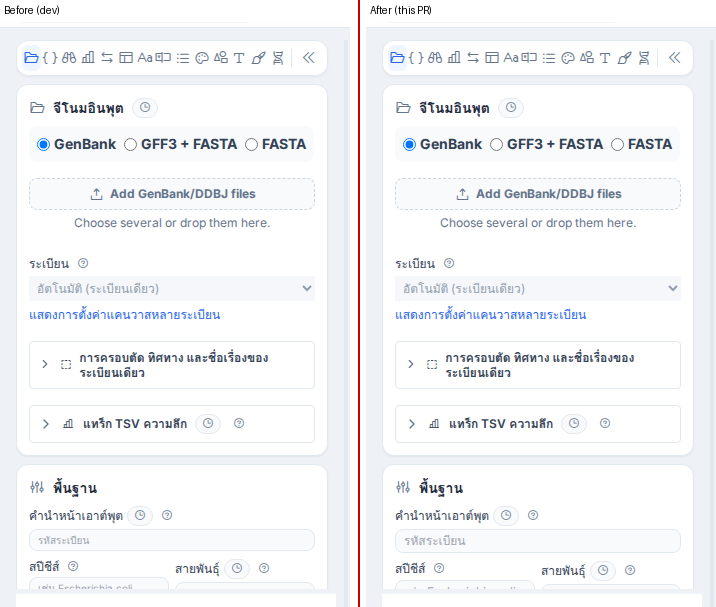 Before (dev)
{ } Aa T
จีโนมอินพุต
GenBank GFF3 + FASTA FASTA
Add GenBank/DDBJ files
Choose several or drop them here.
ระเบียน
อัตโนมัติ (ระเบียนเดียว)
แสดงการตั้งค่าแคนวาสหลายระเบียน
การครอบตัด ทิศทาง และชื่อเรื่องของ
ระเบียนเดียว
แทร็ก TSV ความลึก
พื้นฐาน
คำนำหน้าเอาต์พุต
รหัสระเบียน
สปีชีส์ สายพันธุ์
เช่น Escherichia coli
After (this PR)
{ } Aa T
จีโนมอินพุต
GenBank GFF3 + FASTA FASTA
Add GenBank/DDBJ files
Choose several or drop them here.
ระเบียน
อัตโนมัติ (ระเบียนเดียว)
แสดงการตั้งค่าแคนวาสหลายระเบียน
การครอบตัด ทิศทาง และชื่อเรื่องของ
ระเบียนเดียว
แทร็ก TSV ความลึก
พื้นฐาน
คำนำหน้าเอาต์พุต
รหัสระเบียน
สปีชีส์ สายพันธุ์